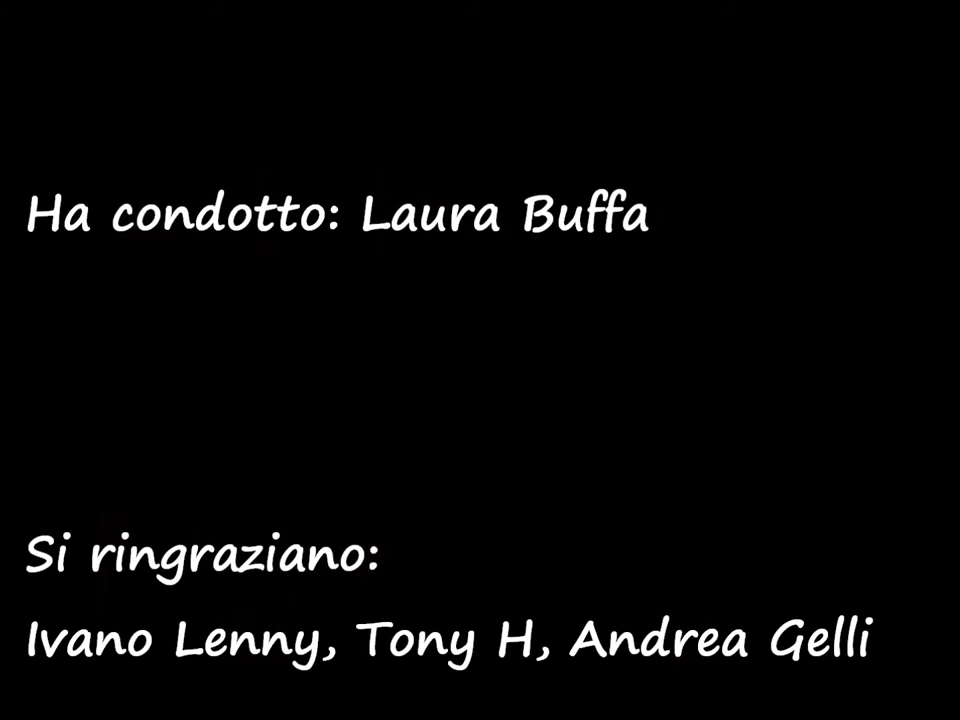 Ha condotto: Laura Buffa
Si ringraziano:
Ivano Lenny, Tony H, Andrea Gelli